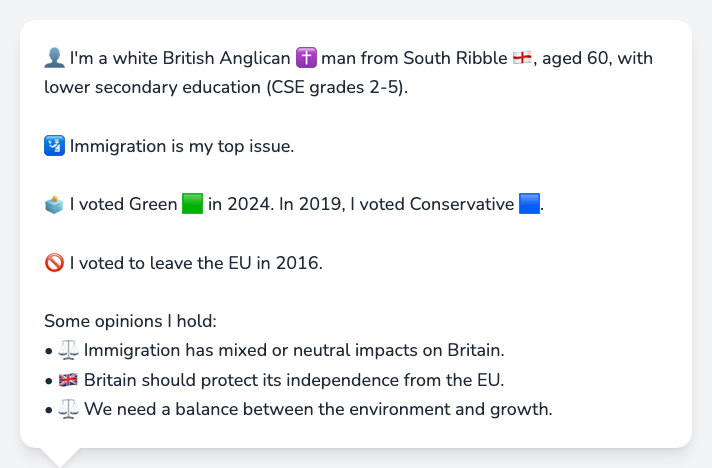 👤 I'm a white British Anglican ✝️ man from South Ribble 🏴󠁧󠁢󠁥󠁮󠁧󠁿, aged 60, with
lower secondary education (CSE grades 2-5).
🛂 Immigration is my top issue.
🗳️ I voted Green 🟩 in 2024. In 2019, I voted Conservative 🟦.
🚫 I voted to leave the EU in 2016.
Some opinions I hold:
• ⚖️ Immigration has mixed or neutral impacts on Britain.
• 🇬🇧 Britain should protect its independence from the EU.
• ⚖️ We need a balance between the environment and growth.